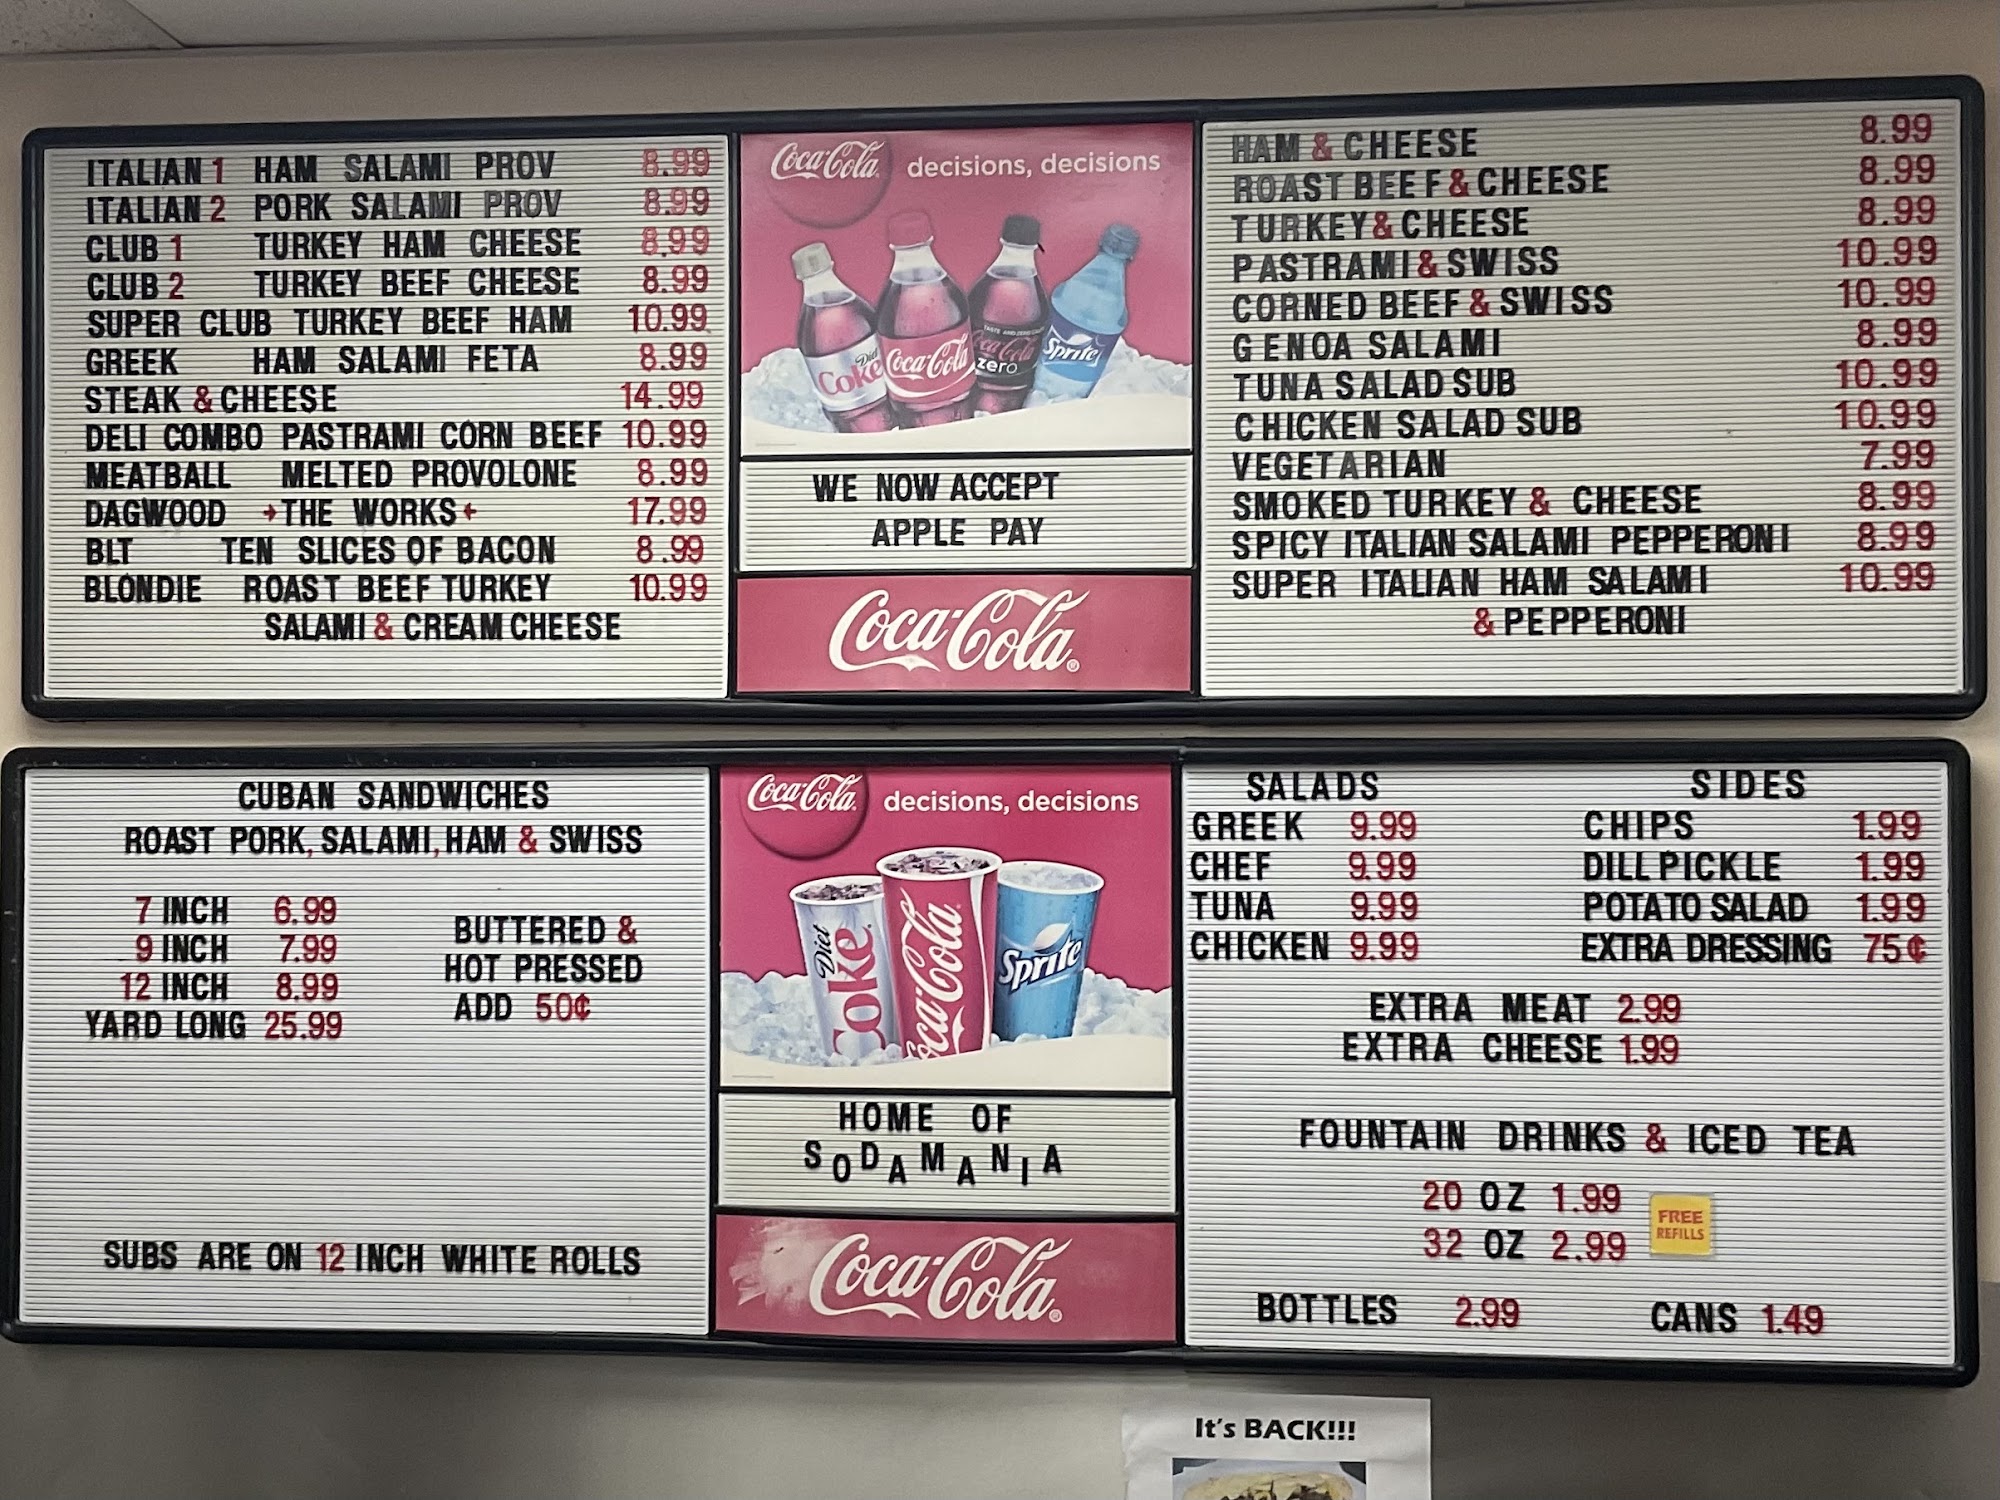 ITALIAN 1 HAM SALAMI PROV 8.99
ITALIAN 2 PORK SALAMI PROV 8.99
CLUB 1 TURKEY HAM CHEESE 8.99
CLUB 2 TURKEY BEEF CHEESE 8.99
SUPER CLUB TURKEY BEEF HAM 10.99
GREEK HAM SALAMI FETA 8.99
STEAK & CHEESE 14.99
DELI COMBO PASTRAMI CORN BEEF 10.99
MEATBALL MELTED PROVOLONE 8.99
DAGWOOD →THE WORKS← 17.99
BLT TEN SLICES OF BACON 8.99
BLONDIE ROAST BEEF TURKEY 10.99
SALAMI & CREAM CHEESE
Coca-Cola decisions, decisions
Diet Coke
Coca-Cola
Coca-Cola zero
Sprite
WE NOW ACCEPT
APPLE PAY
Coca-Cola
HAM & CHEESE 8.99
ROAST BEEF & CHEESE 8.99
TURKEY & CHEESE 8.99
PASTRAMI & SWISS 10.99
CORNED BEEF & SWISS 10.99
GENOA SALAMI 8.99
TUNA SALAD SUB 10.99
CHICKEN SALAD SUB 10.99
VEGETARIAN 7.99
SMOKED TURKEY & CHEESE 8.99
SPICY ITALIAN SALAMI PEPPERONI 8.99
SUPER ITALIAN HAM SALAMI 10.99
& PEPPERONI
CUBAN SANDWICHES
ROAST PORK, SALAMI, HAM & SWISS
7 INCH 6.99
9 INCH 7.99
12 INCH 8.99
YARD LONG 25.99
BUTTERED &
HOT PRESSED
ADD 50¢
SUBS ARE ON 12 INCH WHITE ROLLS
Coca-Cola decisions, decisions
Diet Coke
Coca-Cola
Sprite
HOME OF
SODAMANIA
Coca-Cola
SALADS
GREEK 9.99
CHEF 9.99
TUNA 9.99
CHICKEN 9.99
SIDES
CHIPS 1.99
DILL PICKLE 1.99
POTATO SALAD 1.99
EXTRA DRESSING 75¢
EXTRA MEAT 2.99
EXTRA CHEESE 1.99
FOUNTAIN DRINKS & ICED TEA
20 OZ 1.99
32 OZ 2.99
FREE
REFILLS
BOTTLES 2.99
CANS 1.49
It's BACK!!!